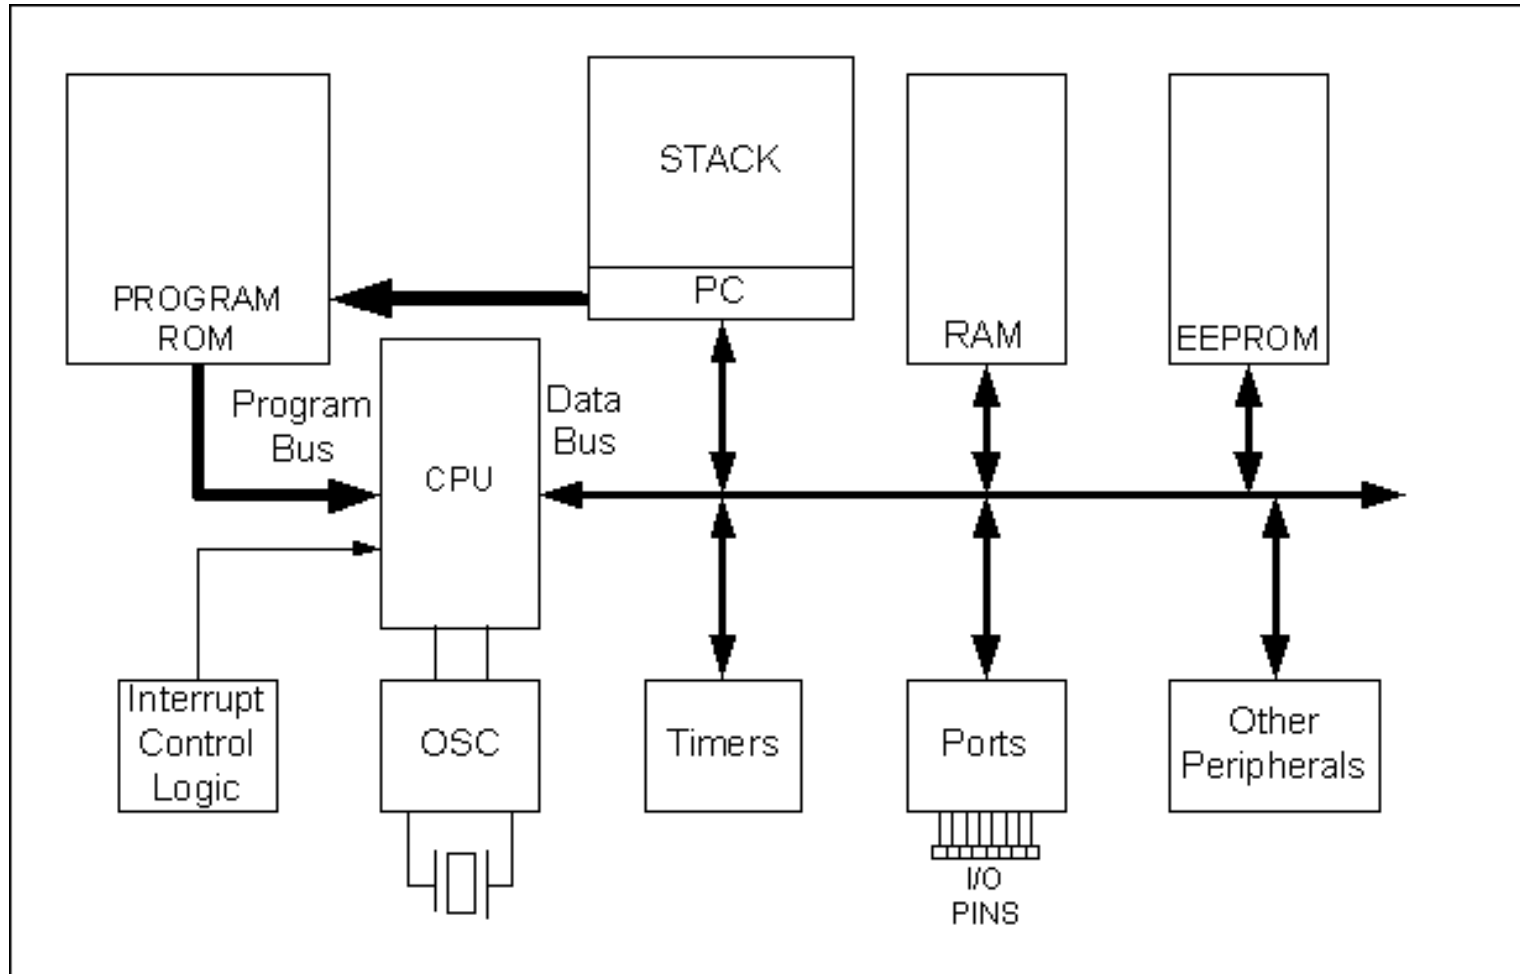 STACK
PC
PROGRAM
ROM
RAM
EEPROM
Program
Bus
Data
Bus
CPU
Interrupt
Control
Logic
OSC
Timers
Ports
Other
Peripherals
I/O
PINS